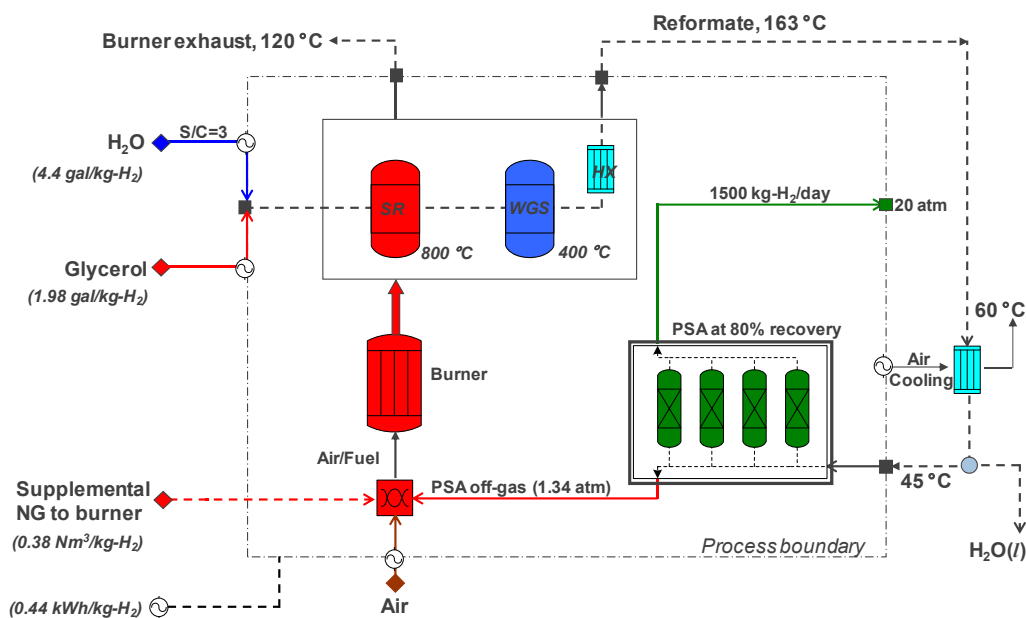 Reformate, 163 °C
Burner exhaust, 120 °C
S/C=3
H₂O
(4.4 gal/kg-H₂)
HX
SR
WGS
1500 kg-H₂/day
20 atm
800 °C
400 °C
Glycerol
(1.98 gal/kg-H₂)
60 °C
PSA at 80% recovery
Air
Cooling
Burner
Air/Fuel
PSA off-gas (1.34 atm)
45 °C
Supplemental
NG to burner
(0.38 Nm³/kg-H₂)
Process boundary
H₂O(l)
(0.44 kWh/kg-H₂)
Air